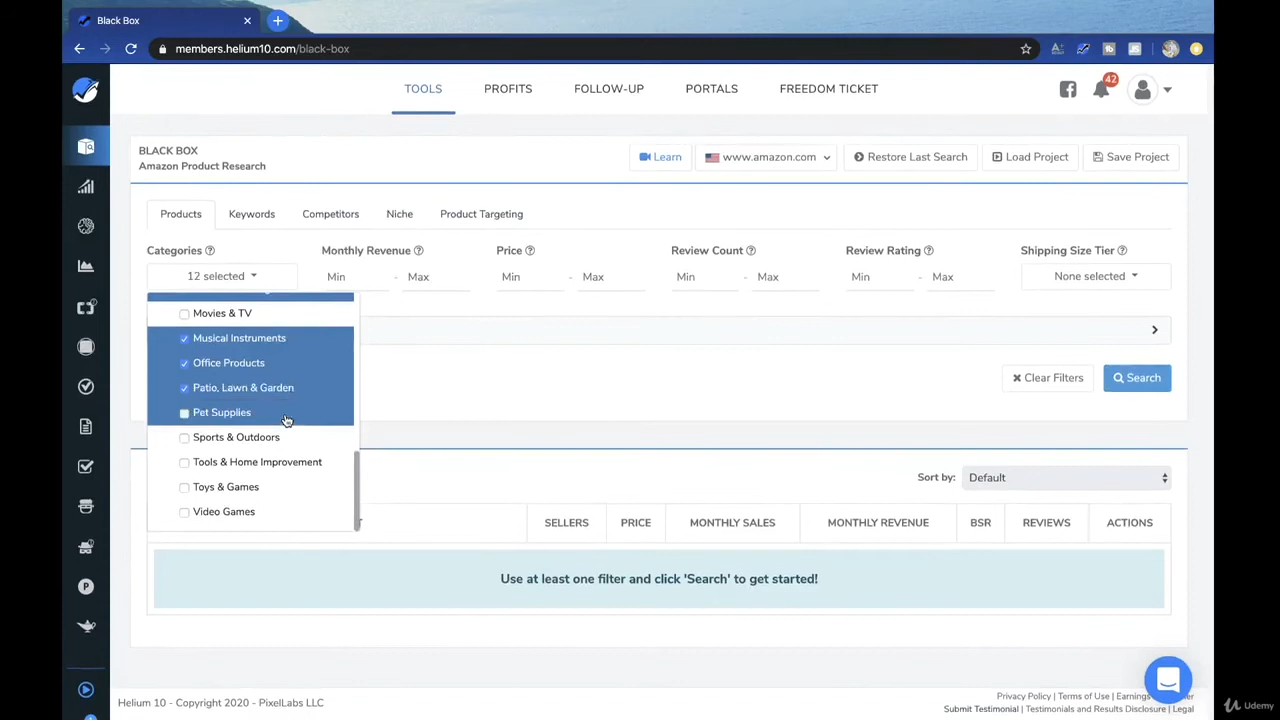 Black Box
members.helium10.com/black-box
TOOLS
PROFITS
FOLLOW-UP
PORTALS
FREEDOM TICKET
42
BLACK BOX
Amazon Product Research
Learn
www.amazon.com
Restore Last Search
Load Project
Save Project
Products
Keywords
Competitors
Niche
Product Targeting
Categories
Monthly Revenue
Price
Review Count
Review Rating
Shipping Size Tier
12 selected
Min - Max
Min - Max
Min - Max
Min - Max
None selected
Movies & TV
Musical Instruments
Office Products
Patio, Lawn & Garden
Pet Supplies
Sports & Outdoors
Tools & Home Improvement
Toys & Games
Video Games
Clear Filters
Search
Sort by:
Default
SELLERS
PRICE
MONTHLY SALES
MONTHLY REVENUE
BSR
REVIEWS
ACTIONS
Use at least one filter and click 'Search' to get started!
Helium 10 - Copyright 2020 - PixelLabs LLC
Privacy Policy | Terms of Use | Earnings
Submit Testimonial | Testimonials and Results Disclosure | Legal
Udemy